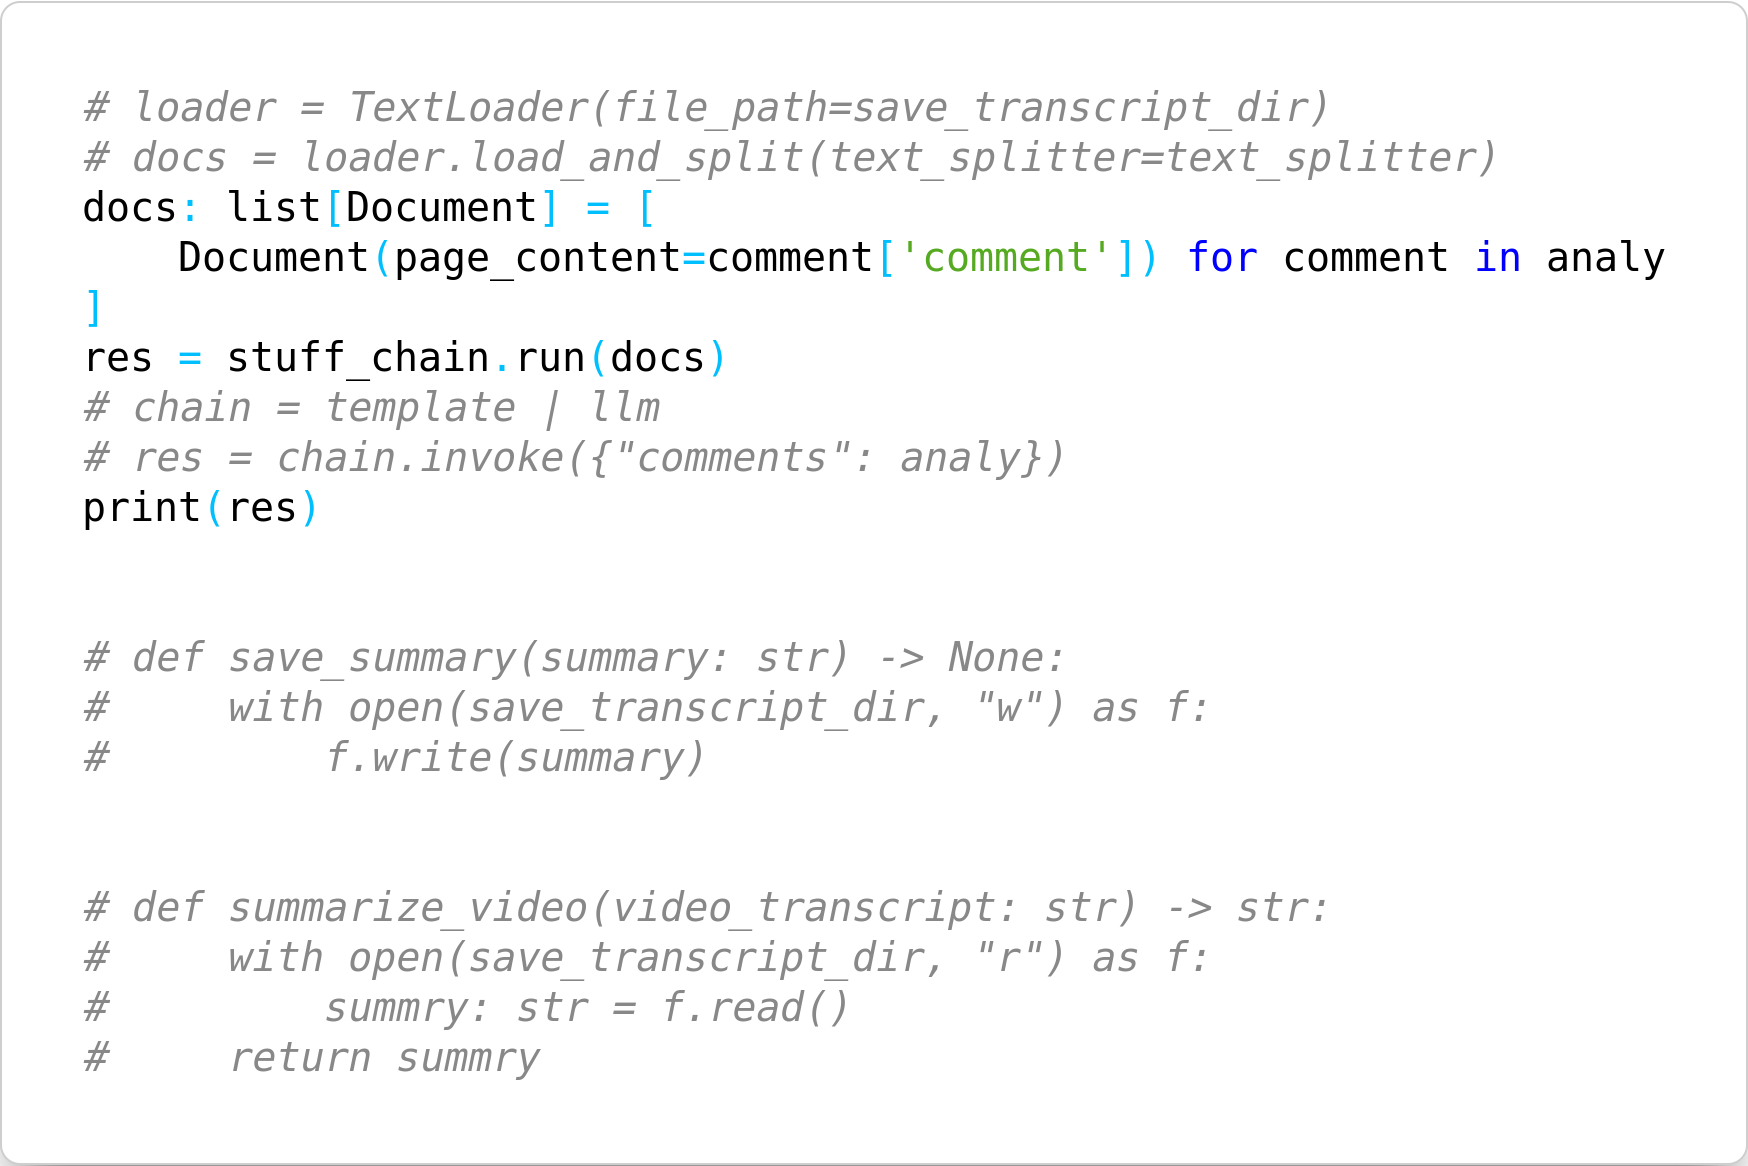 # loader = TextLoader(file_path=save_transcript_dir)
# docs = loader.load_and_split(text_splitter=text_splitter)
docs: list[Document] = [
    Document(page_content=comment['comment']) for comment in analy
]
res = stuff_chain.run(docs)
# chain = template | llm
# res = chain.invoke({"comments": analy})
print(res)


# def save_summary(summary: str) -> None:
#     with open(save_transcript_dir, "w") as f:
#         f.write(summary)


# def summarize_video(video_transcript: str) -> str:
#     with open(save_transcript_dir, "r") as f:
#         summry: str = f.read()
#     return summry